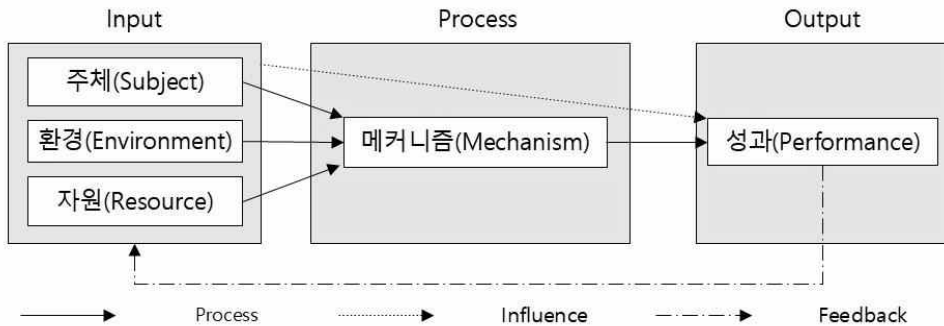 Input
Process
Output
주체(Subject)
환경(Environment)
메커니즘(Mechanism)
성과(Performance)
자원(Resource)
Process
Influence
Feedback